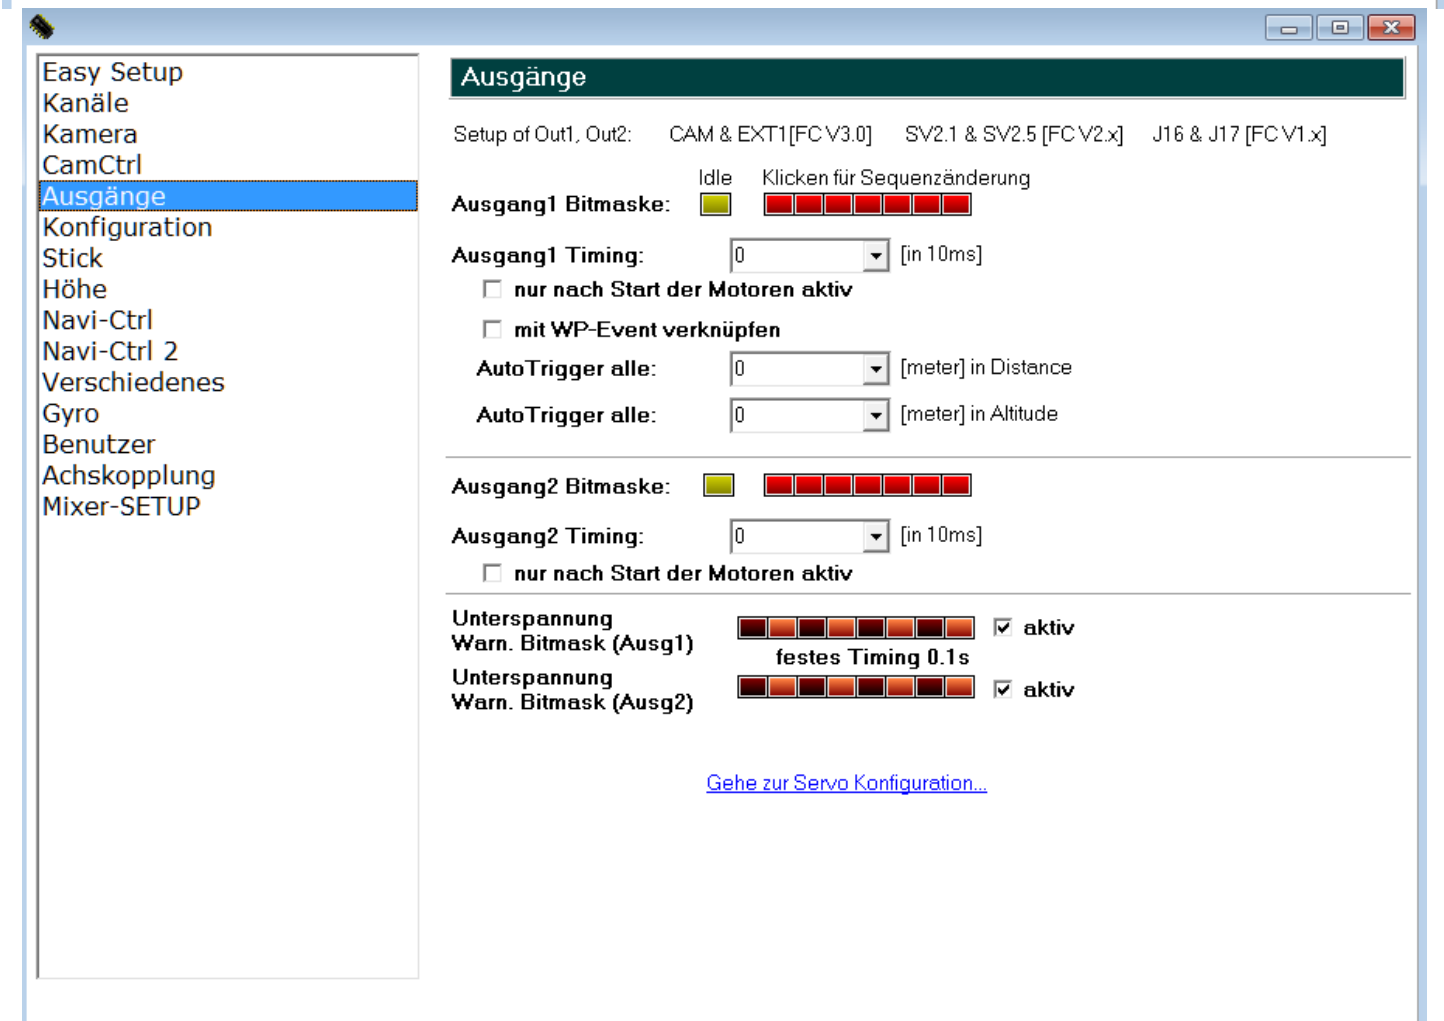 Easy Setup
Kanäle
Kamera
CamCtrl
Ausgänge
Konfiguration
Stick
Höhe
Navi-Ctrl
Navi-Ctrl 2
Verschiedenes
Gyro
Benutzer
Achskopplung
Mixer-SETUP
Ausgänge
Setup of Out1, Out2: CAM & EXT1[FC V3.0] SV2.1 & SV2.5 [FC V2.x] J16 & J17 [FC V1.x]
Idle Klicken für Sequenzänderung
Ausgang1 Bitmaske:
Ausgang1 Timing: 0 [in 10ms]
nur nach Start der Motoren aktiv
mit WP-Event verknüpfen
AutoTrigger alle: 0 [meter] in Distance
AutoTrigger alle: 0 [meter] in Altitude
Ausgang2 Bitmaske:
Ausgang2 Timing: 0 [in 10ms]
nur nach Start der Motoren aktiv
Unterspannung
Warn. Bitmask (Ausg1) aktiv
festes Timing 0.1s
Unterspannung
Warn. Bitmask (Ausg2) aktiv
Gehe zur Servo Konfiguration...